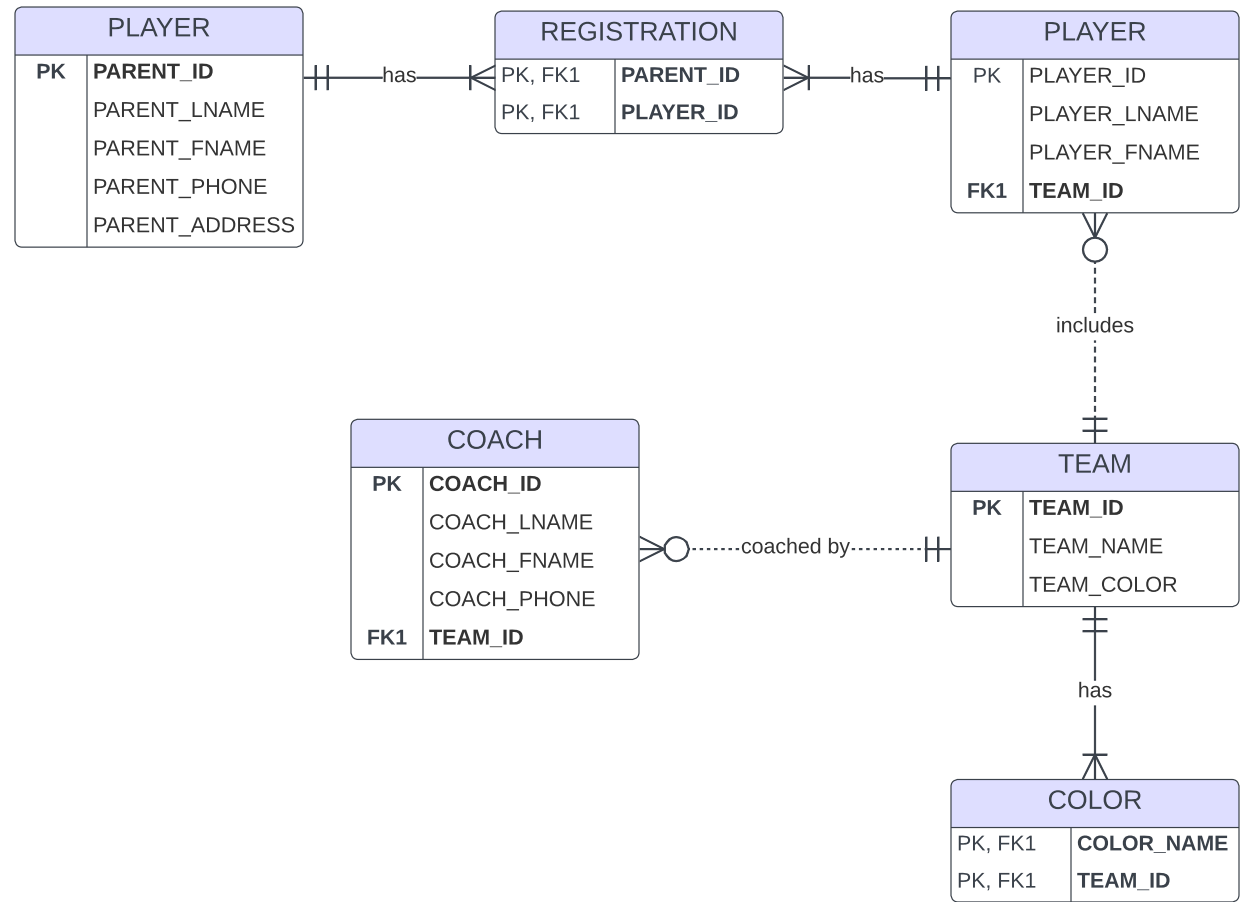 PLAYER
PK PARENT_ID
PARENT_LNAME
PARENT_FNAME
PARENT_PHONE
PARENT_ADDRESS
has
REGISTRATION
PK, FK1 PARENT_ID
PK, FK1 PLAYER_ID
has
PLAYER
PK PLAYER_ID
PLAYER_LNAME
PLAYER_FNAME
FK1 TEAM_ID
includes
COACH
PK COACH_ID
COACH_LNAME
COACH_FNAME
COACH_PHONE
FK1 TEAM_ID
coached by
TEAM
PK TEAM_ID
TEAM_NAME
TEAM_COLOR
has
COLOR
PK, FK1 COLOR_NAME
PK, FK1 TEAM_ID